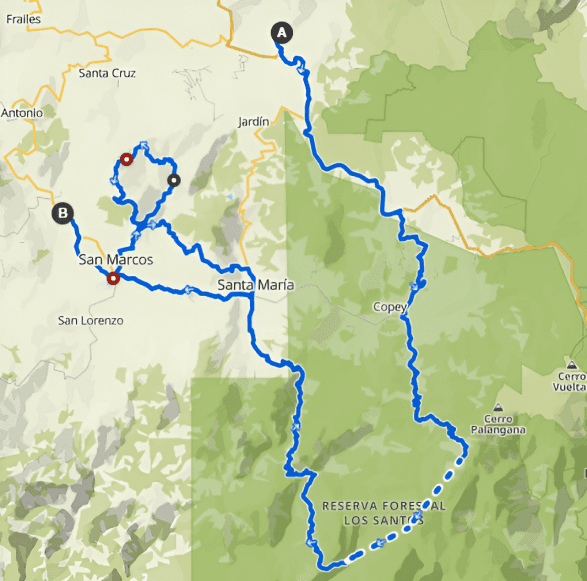 Frailes
A
Santa Cruz
Antonio
Jardín
B
San Marcos
Santa María
Copey
San Lorenzo
Cerro
Vuelta
Cerro
Palangana
RESERVA FORESTAL
LOS SANTOS